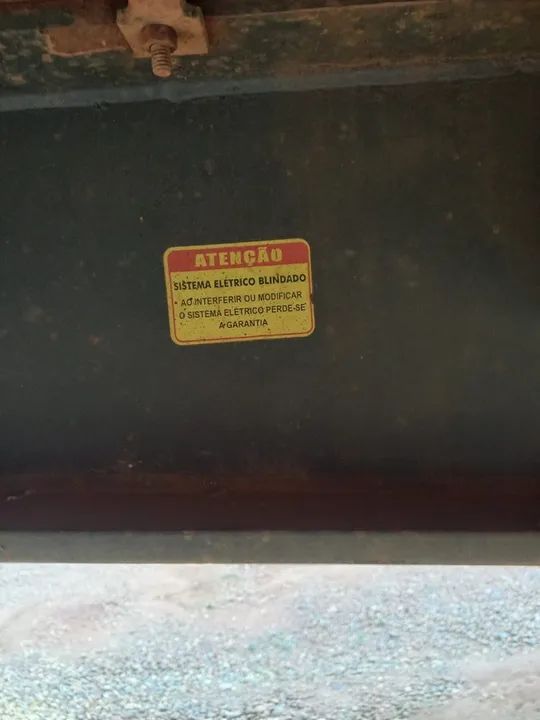 ATENÇÃO
SISTEMA ELÉTRICO BLINDADO
• AO INTERFERIR OU MODIFICAR
O SISTEMA ELÉTRICO PERDE-SE
A GARANTIA